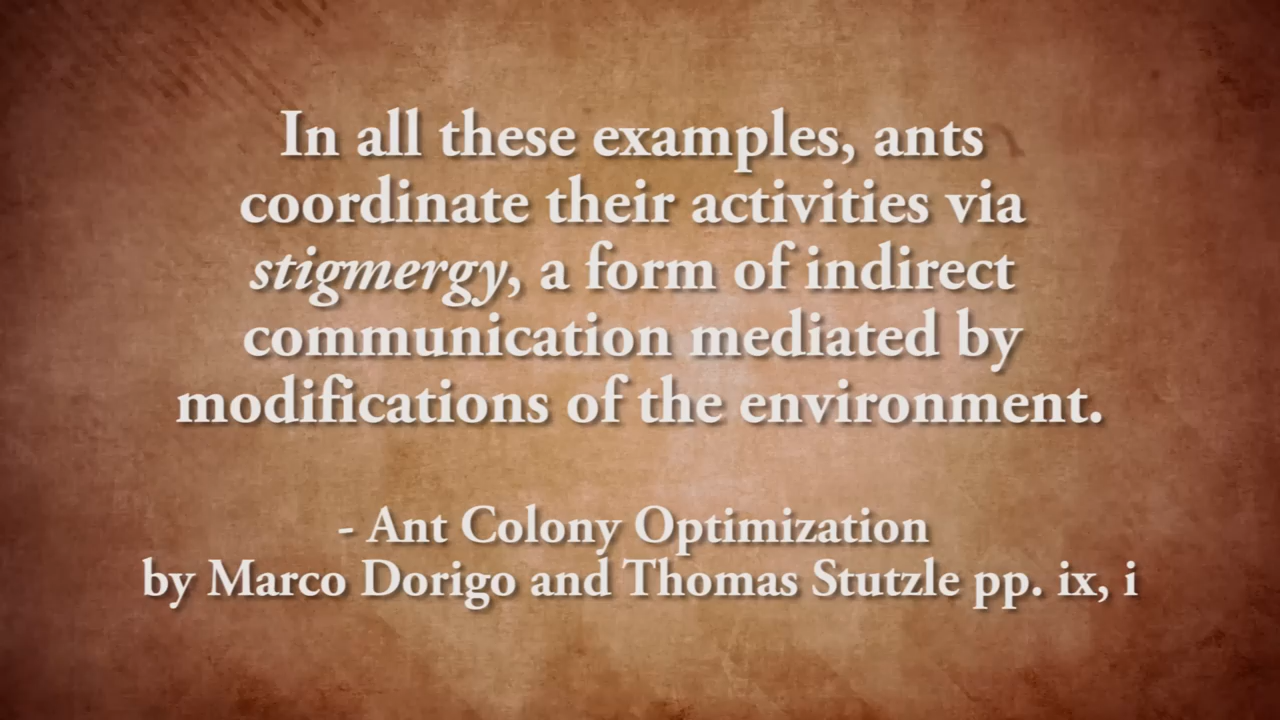 In all these examples, ants
coordinate their activities via
stigmergy, a form of indirect
communication mediated by
modifications of the environment.
- Ant Colony Optimization
by Marco Dorigo and Thomas Stutzle pp. ix, i